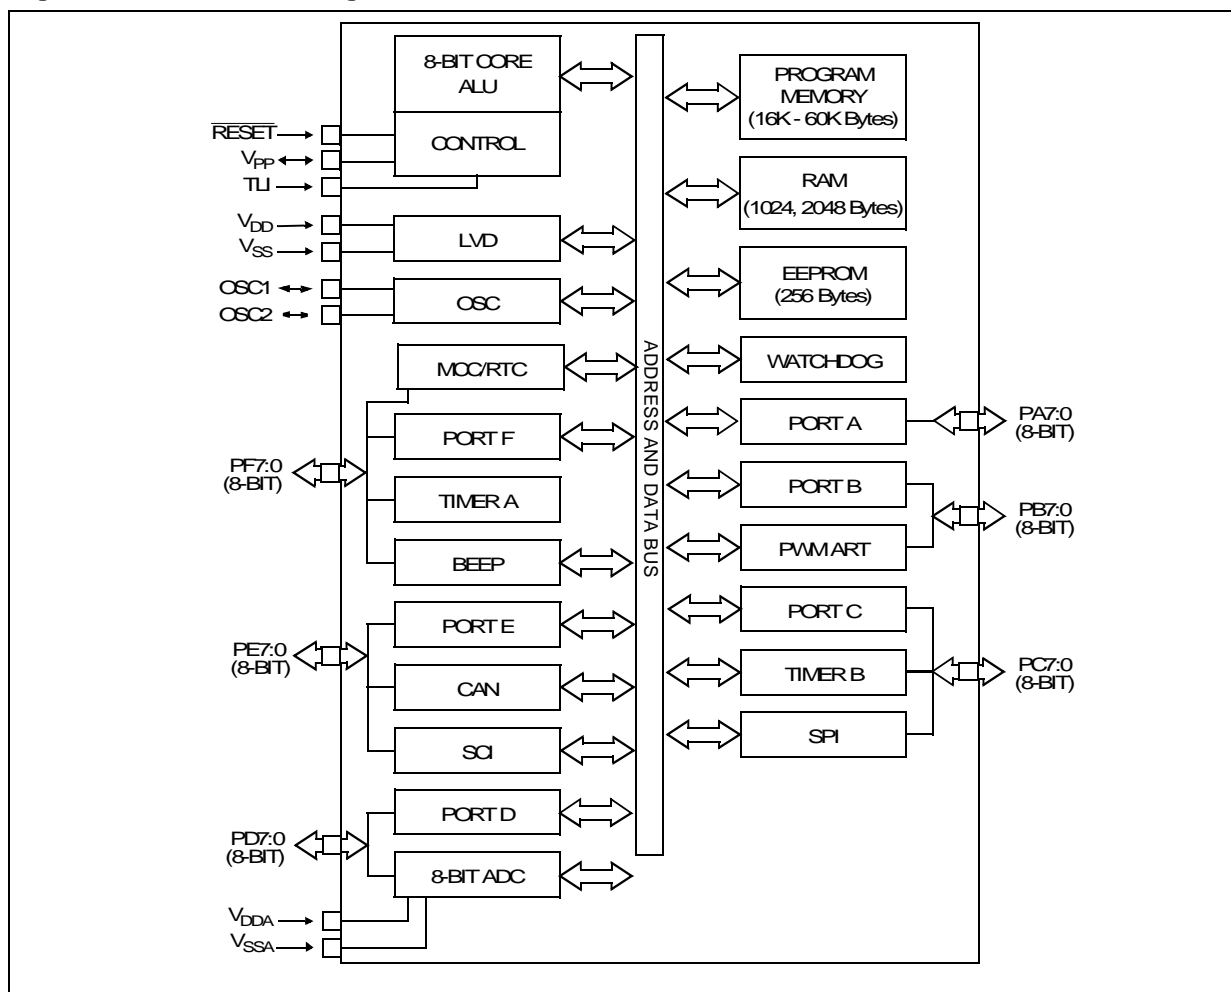 8-BIT CORE
ALU
CONTROL
RESET
VPP
TLI
VDD
VSS
LVD
OSC1
OSC2
OSC
MCC/RTC
PORT F
PF7:0
(8-BIT)
TIMER A
BEEP
PORT E
PE7:0
(8-BIT)
CAN
SCI
PORT D
PD7:0
(8-BIT)
8-BIT ADC
VDDA
VSSA
ADDRESS AND DATA BUS
PROGRAM
MEMORY
(16K - 60K Bytes)
RAM
(1024, 2048 Bytes)
EEPROM
(256 Bytes)
WATCHDOG
PORT A
PA7:0
(8-BIT)
PORT B
PB7:0
(8-BIT)
PWM ART
PORT C
TIMER B
PC7:0
(8-BIT)
SPI